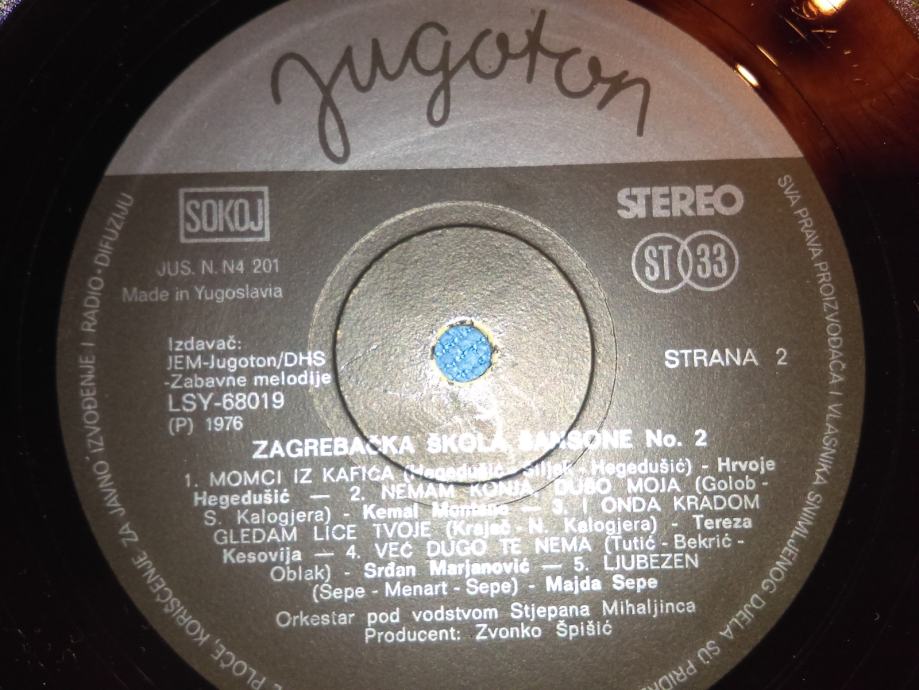 jugoton
SOKOJ
STEREO
JUS. N. N4 201
Made in Yugoslavia
ST 33
Izdavač:
JEM-Jugoton/DHS
-Zabavne melodije
LSY-68019
(P) 1976
STRANA 2
ZAGREBAČKA ŠKOLA ŠANSONE No. 2
1. MOMCI IZ KAFIĆA (Hegedušić - Siljek - Hegedušić) - Hrvoje
Hegedušić — 2. NEMAM KONJA, DUŠO MOJA (Golob -
S. Kalogjera) - Kemal Monteno — 3. I ONDA KRADOM
GLEDAM LICE TVOJE (Krajač - N. Kalogjera) - Tereza
Kesovija — 4. VEĆ DUGO TE NEMA (Tutić - Bekrić -
Oblak) - Srđan Marjanović — 5. LJUBEZEN
(Sepe - Menart - Sepe) - Majda Sepe
Orkestar pod vodstvom Stjepana Mihaljinca
Producent: Zvonko Špišić
SVA PRAVA PROIZVOĐAČA I VLASNIKA SNIMLJENOG DJELA SU
PLOČE, KORIŠĆENJE ZA JAVNO IZVOĐENJE I RADIO-DIFUZIJU